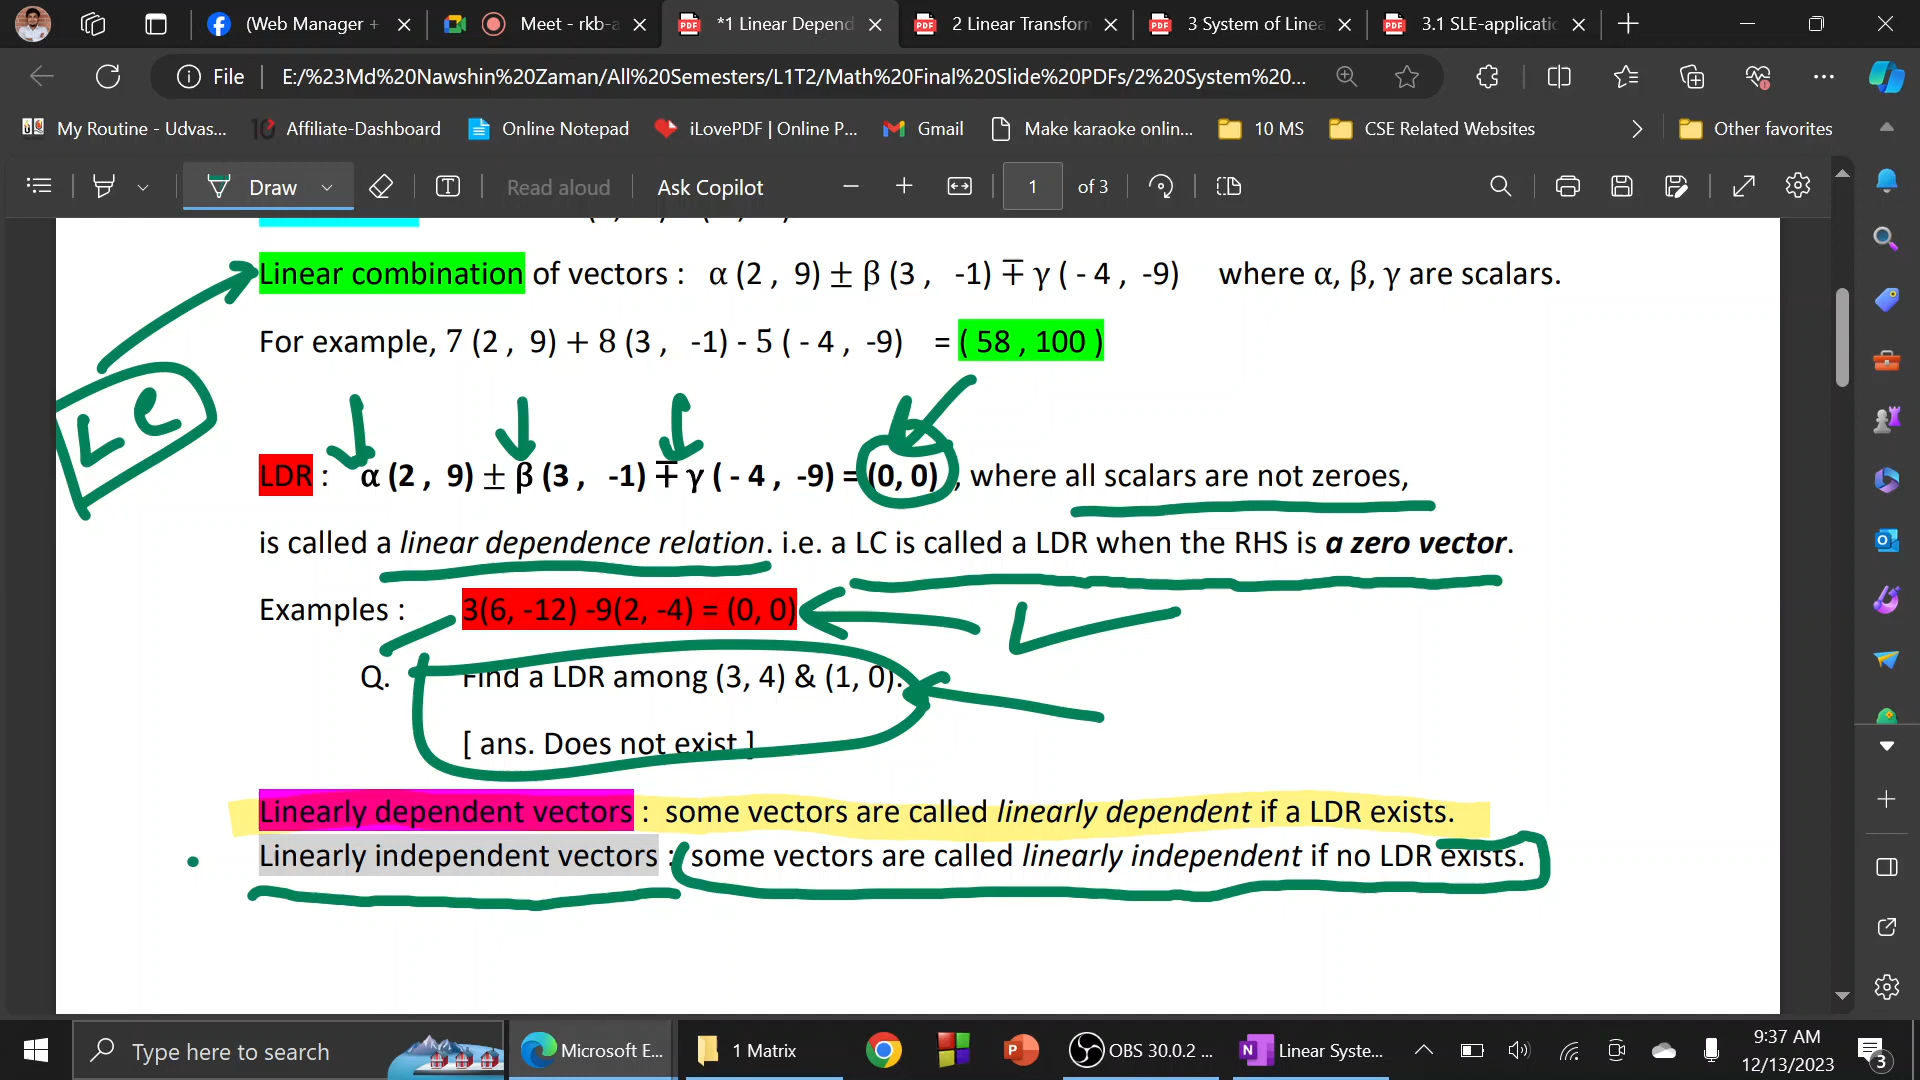 (Web Manager +
Meet - rkb-a
*1 Linear Depend
2 Linear Transform
3 System of Linea
3.1 SLE-applicatio
File
E:/%23Md%20Nawshin%20Zaman/All%20Semesters/L1T2/Math%20Final%20Slide%20PDFs/2%20System%20...
My Routine - Udvas...
Affiliate-Dashboard
Online Notepad
iLovePDF | Online P...
Gmail
Make karaoke onlin...
10 MS
CSE Related Websites
Other favorites
Draw
Read aloud
Ask Copilot
1
of 3
Linear combination of vectors : α (2 , 9) ± β (3 , -1) ∓ γ ( - 4 , -9) where α, β, γ are scalars.
For example, 7 (2 , 9) + 8 (3 , -1) - 5 ( - 4 , -9) = ( 58 , 100 )
LC
LDR : α (2 , 9) ± β (3 , -1) ∓ γ ( - 4 , -9) = (0, 0) , where all scalars are not zeroes,
is called a linear dependence relation. i.e. a LC is called a LDR when the RHS is a zero vector.
Examples : 3(6, -12) -9(2, -4) = (0, 0)
Q. Find a LDR among (3, 4) & (1, 0).
[ ans. Does not exist ]
Linearly dependent vectors : some vectors are called linearly dependent if a LDR exists.
Linearly independent vectors : some vectors are called linearly independent if no LDR exists.
Type here to search
Microsoft E...
1 Matrix
OBS 30.0.2 ...
Linear Syste...
9:37 AM
12/13/2023
3